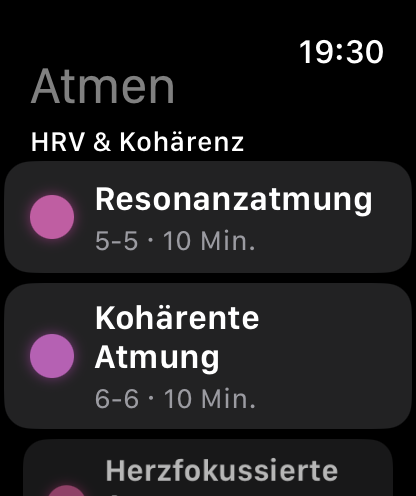 19:30
Atmen
HRV & Kohärenz
Resonanzatmung
5-5 · 10 Min.
Kohärente
Atmung
6-6 · 10 Min.
Herzfokussierte